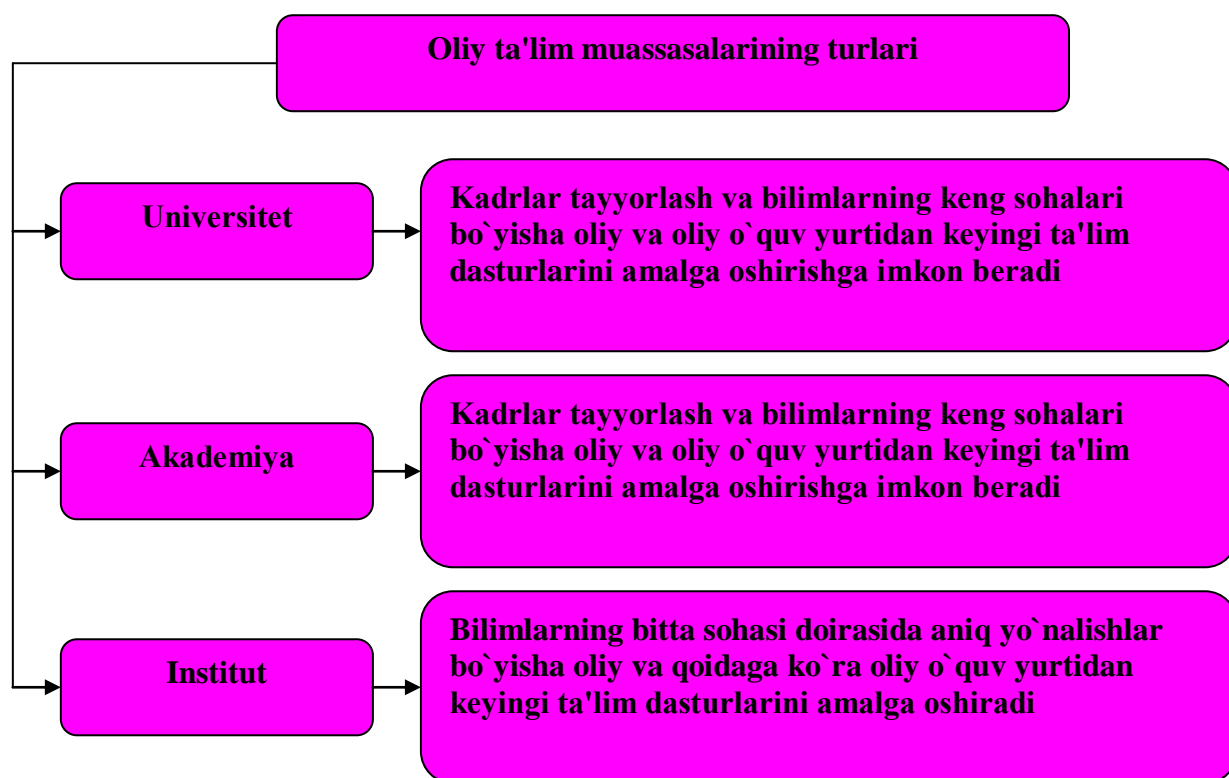 Oliy ta'lim muassasalarining turlari
Universitet
Kadrlar tayyorlash va bilimlarning keng sohalari
bo`yisha oliy va oliy o`quv yurtidan keyingi ta'lim
dasturlarini amalga oshirishga imkon beradi
Akademiya
Kadrlar tayyorlash va bilimlarning keng sohalari
bo`yisha oliy va oliy o`quv yurtidan keyingi ta'lim
dasturlarini amalga oshirishga imkon beradi
Institut
Bilimlarning bitta sohasi doirasida aniq yo`nalishlar
bo`yisha oliy va qoidaga ko`ra oliy o`quv yurtidan
keyingi ta'lim dasturlarini amalga oshiradi